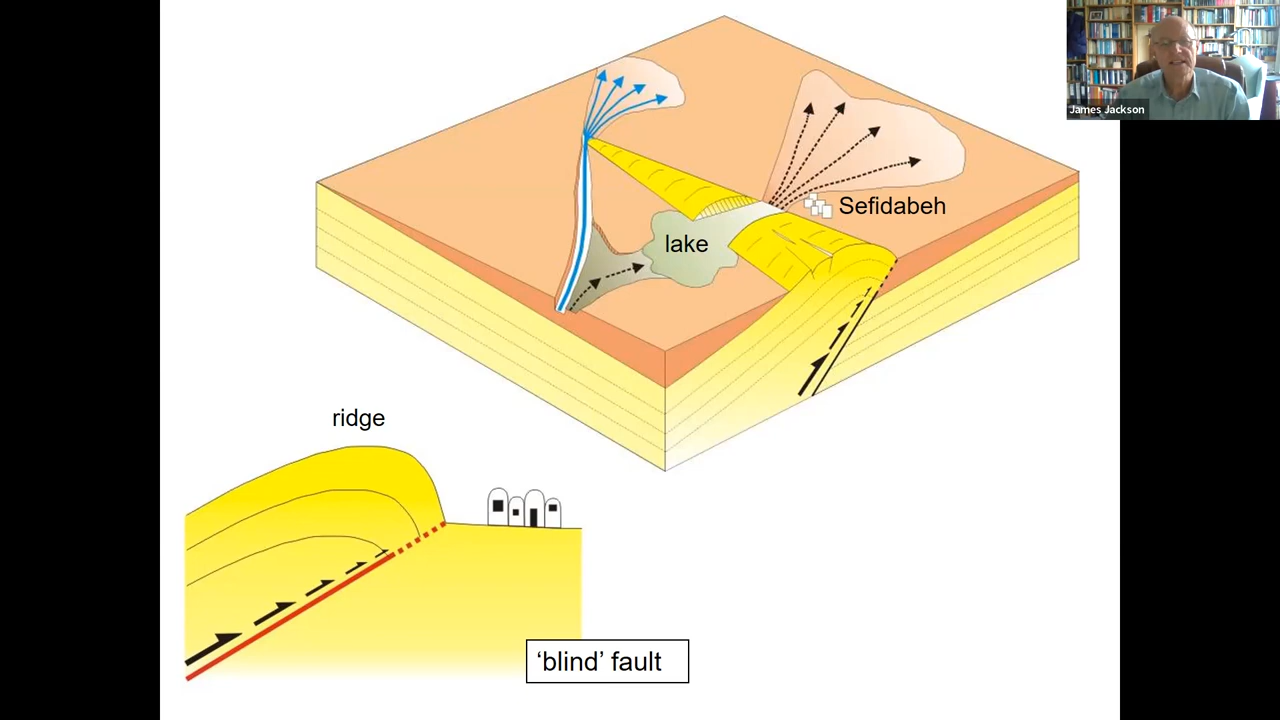 James Jackson
Sefidabeh
lake
ridge
‘blind’ fault